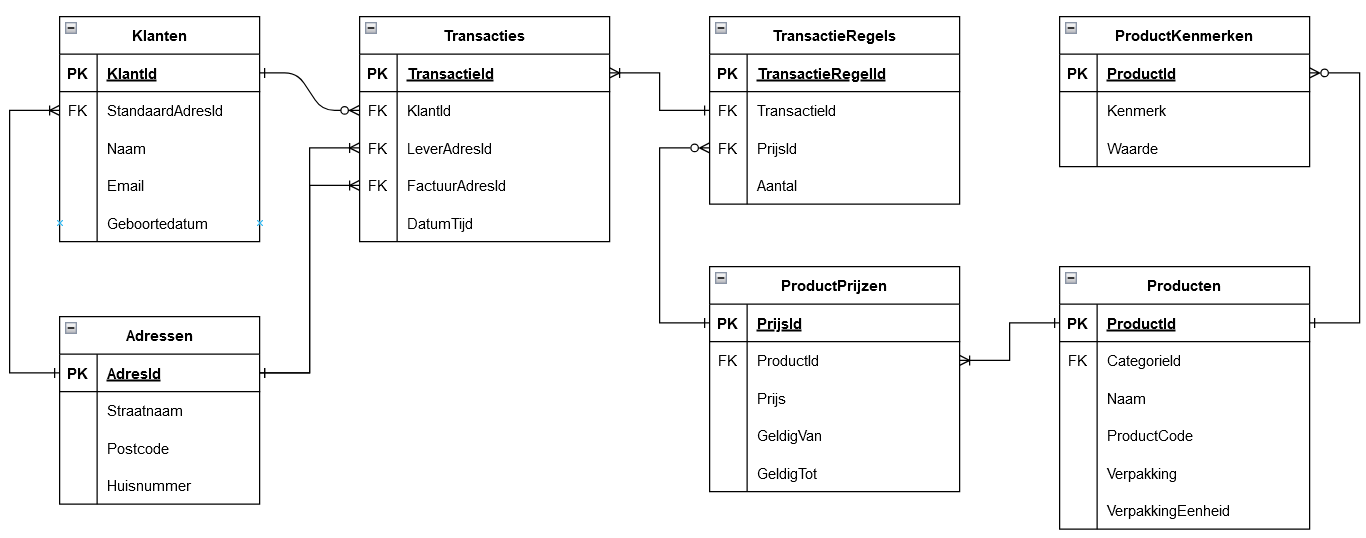 Klanten
PK KlantId
FK StandaardAdresId
Naam
Email
Geboortedatum
Transacties
PK TransactieId
FK KlantId
FK LeverAdresId
FK FactuurAdresId
DatumTijd
TransactieRegels
PK TransactieRegelId
FK TransactieId
FK PrijsId
Aantal
ProductKenmerken
PK ProductId
Kenmerk
Waarde
Adressen
PK AdresId
Straatnaam
Postcode
Huisnummer
ProductPrijzen
PK PrijsId
FK ProductId
Prijs
GeldigVan
GeldigTot
Producten
PK ProductId
FK CategorieId
Naam
ProductCode
Verpakking
VerpakkingEenheid